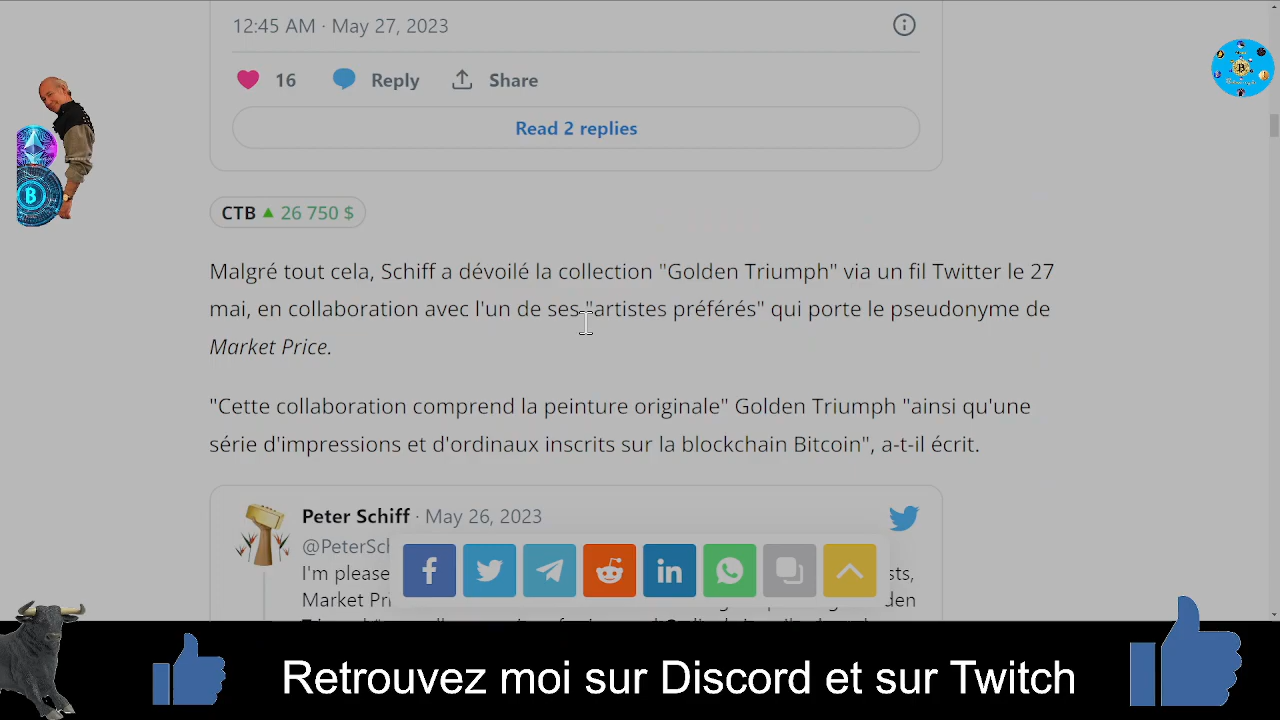 12:45 AM · May 27, 2023
16 Reply Share
Read 2 replies
CTB 26 750 $
Malgré tout cela, Schiff a dévoilé la collection "Golden Triumph" via un fil Twitter le 27
mai, en collaboration avec l'un de ses "artistes préférés" qui porte le pseudonyme de
Market Price.
"Cette collaboration comprend la peinture originale" Golden Triumph "ainsi qu'une
série d'impressions et d'ordinaux inscrits sur la blockchain Bitcoin", a-t-il écrit.
Peter Schiff · May 26, 2023
I'm please
Market
Retrouvez moi sur Discord et sur Twitch